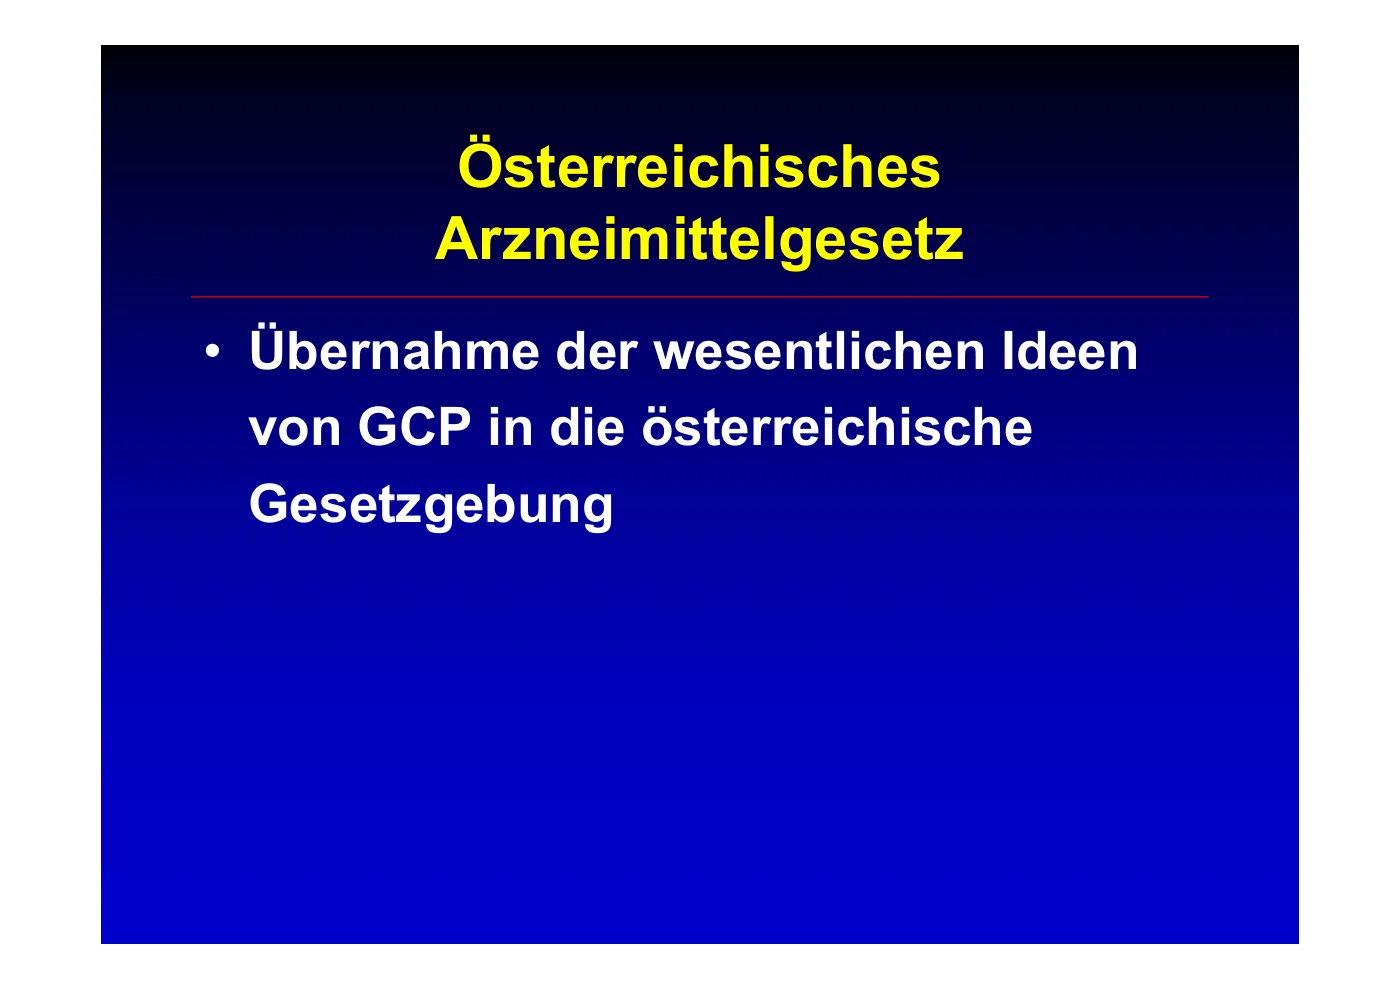 Österreichisches
Arzneimittelgesetz
• Übernahme der wesentlichen Ideen
von GCP in die österreichische
Gesetzgebung